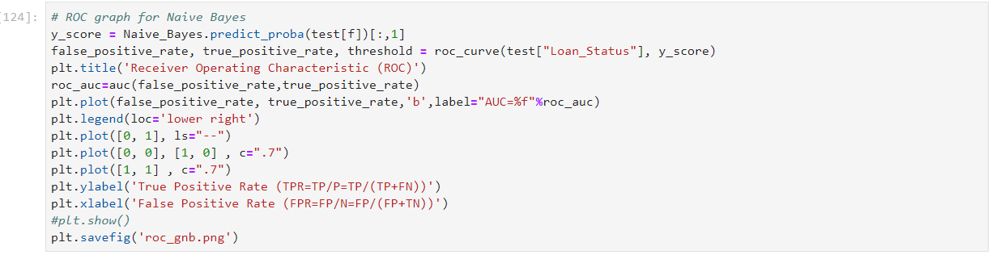 [124]: # ROC graph for Naive Bayes
y_score = Naive_Bayes.predict_proba(test[f])[:,1]
false_positive_rate, true_positive_rate, threshold = roc_curve(test["Loan_Status"], y_score)
plt.title('Receiver Operating Characteristic (ROC)')
roc_auc=auc(false_positive_rate,true_positive_rate)
plt.plot(false_positive_rate, true_positive_rate,'b',label="AUC=%f"%roc_auc)
plt.legend(loc='lower right')
plt.plot([0, 1], ls="--")
plt.plot([0, 0], [1, 0] , c=".7")
plt.plot([1, 1] , c=".7")
plt.ylabel('True Positive Rate (TPR=TP/P=TP/(TP+FN))')
plt.xlabel('False Positive Rate (FPR=FP/N=FP/(FP+TN))')
#plt.show()
plt.savefig('roc_gnb.png')